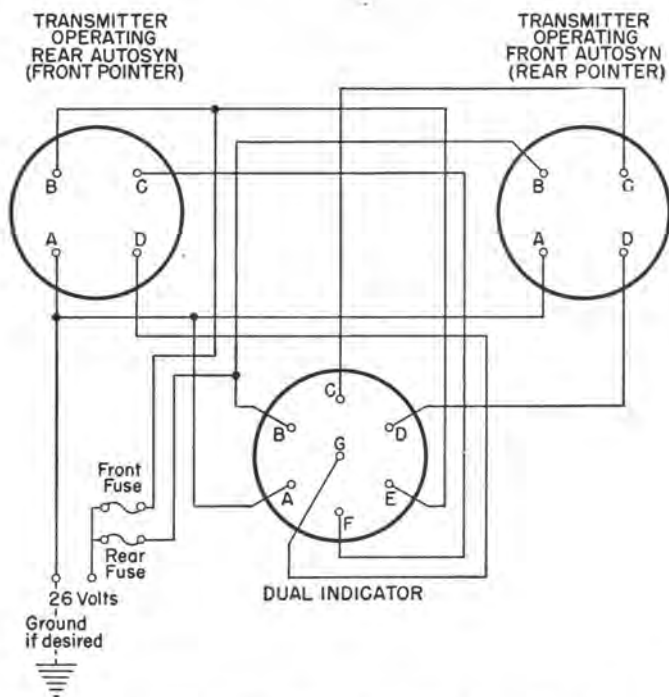 TRANSMITTER
OPERATING
REAR AUTOSYN
(FRONT POINTER)
TRANSMITTER
OPERATING
FRONT AUTOSYN
(REAR POINTER)
B
C
A
D
B
C
A
D
C
B
D
G
A
E
F
Front
Fuse
Rear
Fuse
26 Volts
DUAL INDICATOR
Ground
if desired